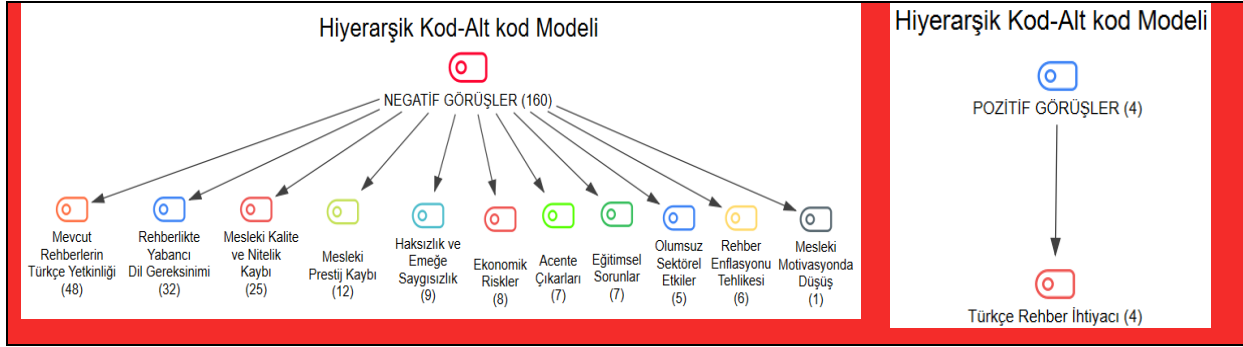 Hiyerarşik Kod-Alt kod Modeli
NEGATİF GÖRÜŞLER (160)
Mevcut
Rehberlerin
Türkçe Yetkinliği
(48)
Rehberlikte
Yabancı
Dil Gereksinimi
(32)
Mesleki Kalite
ve Nitelik
Kaybı
(25)
Mesleki
Prestij Kaybı
(12)
Haksızlık ve
Emeğe
Saygısızlık
(9)
Ekonomik
Riskler
(8)
Acente
Çıkarları
(7)
Eğitimsel
Sorunlar
(7)
Olumsuz
Sektörel
Etkiler
(5)
Rehber
Enflasyonu
Tehlikesi
(6)
Mesleki
Motivasyonda
Düşüş
(1)
Hiyerarşik Kod-Alt kod Modeli
POZİTİF GÖRÜŞLER (4)
Türkçe Rehber İhtiyacı (4)